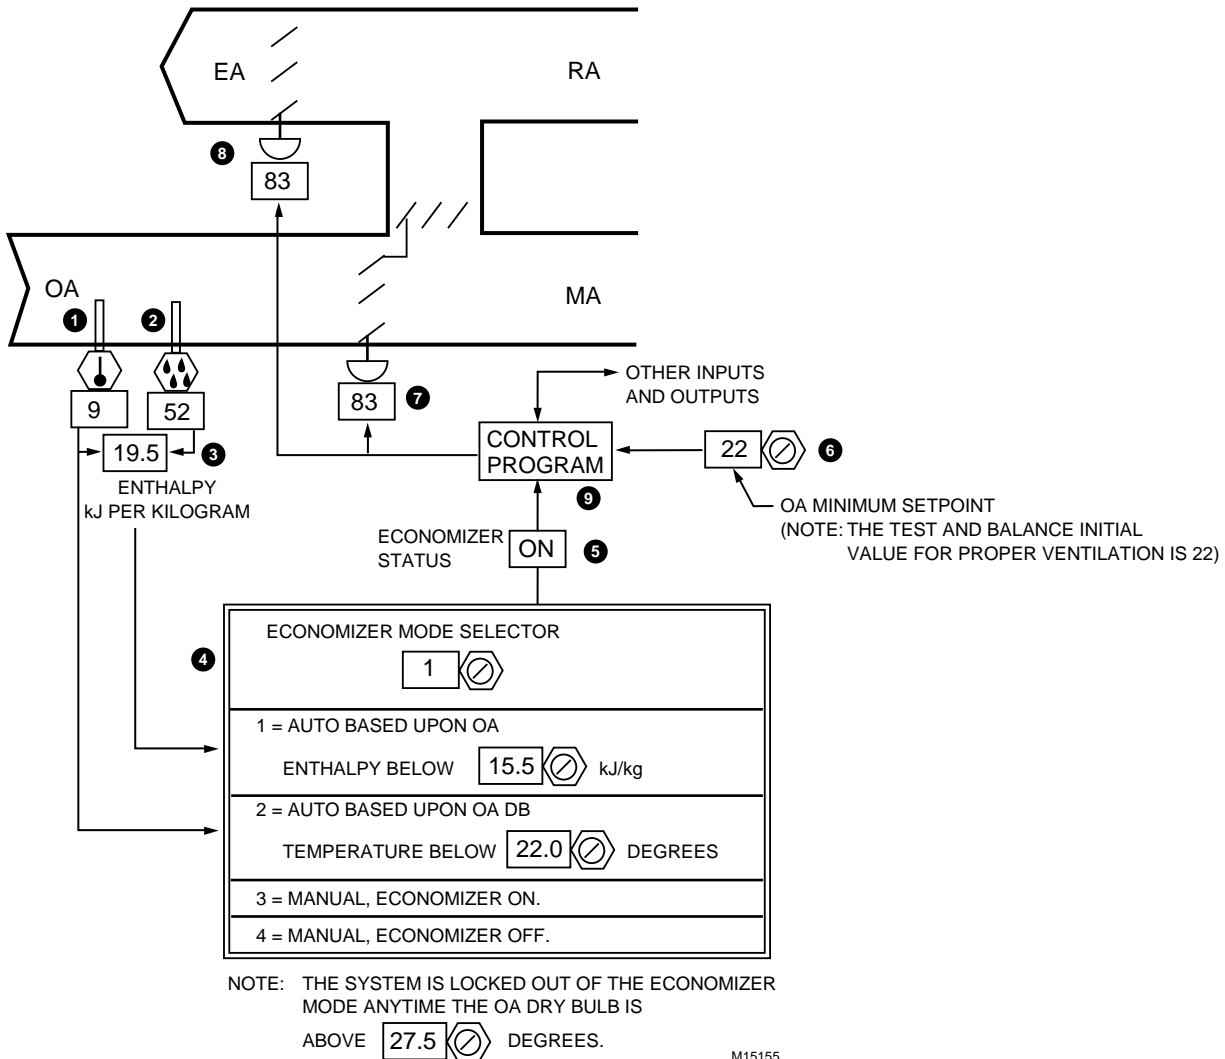 EA
RA
8
83
OA
MA
1
2
9
52
19.5
3
ENTHALPY
kJ PER KILOGRAM
83
7
OTHER INPUTS
AND OUTPUTS
CONTROL
PROGRAM
9
22
6
OA MINIMUM SETPOINT
(NOTE: THE TEST AND BALANCE INITIAL
VALUE FOR PROPER VENTILATION IS 22)
ECONOMIZER
STATUS
ON
5
4
ECONOMIZER MODE SELECTOR
1
1 = AUTO BASED UPON OA
ENTHALPY BELOW 15.5 kJ/kg
2 = AUTO BASED UPON OA DB
TEMPERATURE BELOW 22.0 DEGREES
3 = MANUAL, ECONOMIZER ON.
4 = MANUAL, ECONOMIZER OFF.
NOTE: THE SYSTEM IS LOCKED OUT OF THE ECONOMIZER
MODE ANYTIME THE OA DRY BULB IS
ABOVE 27.5 DEGREES.
M15155